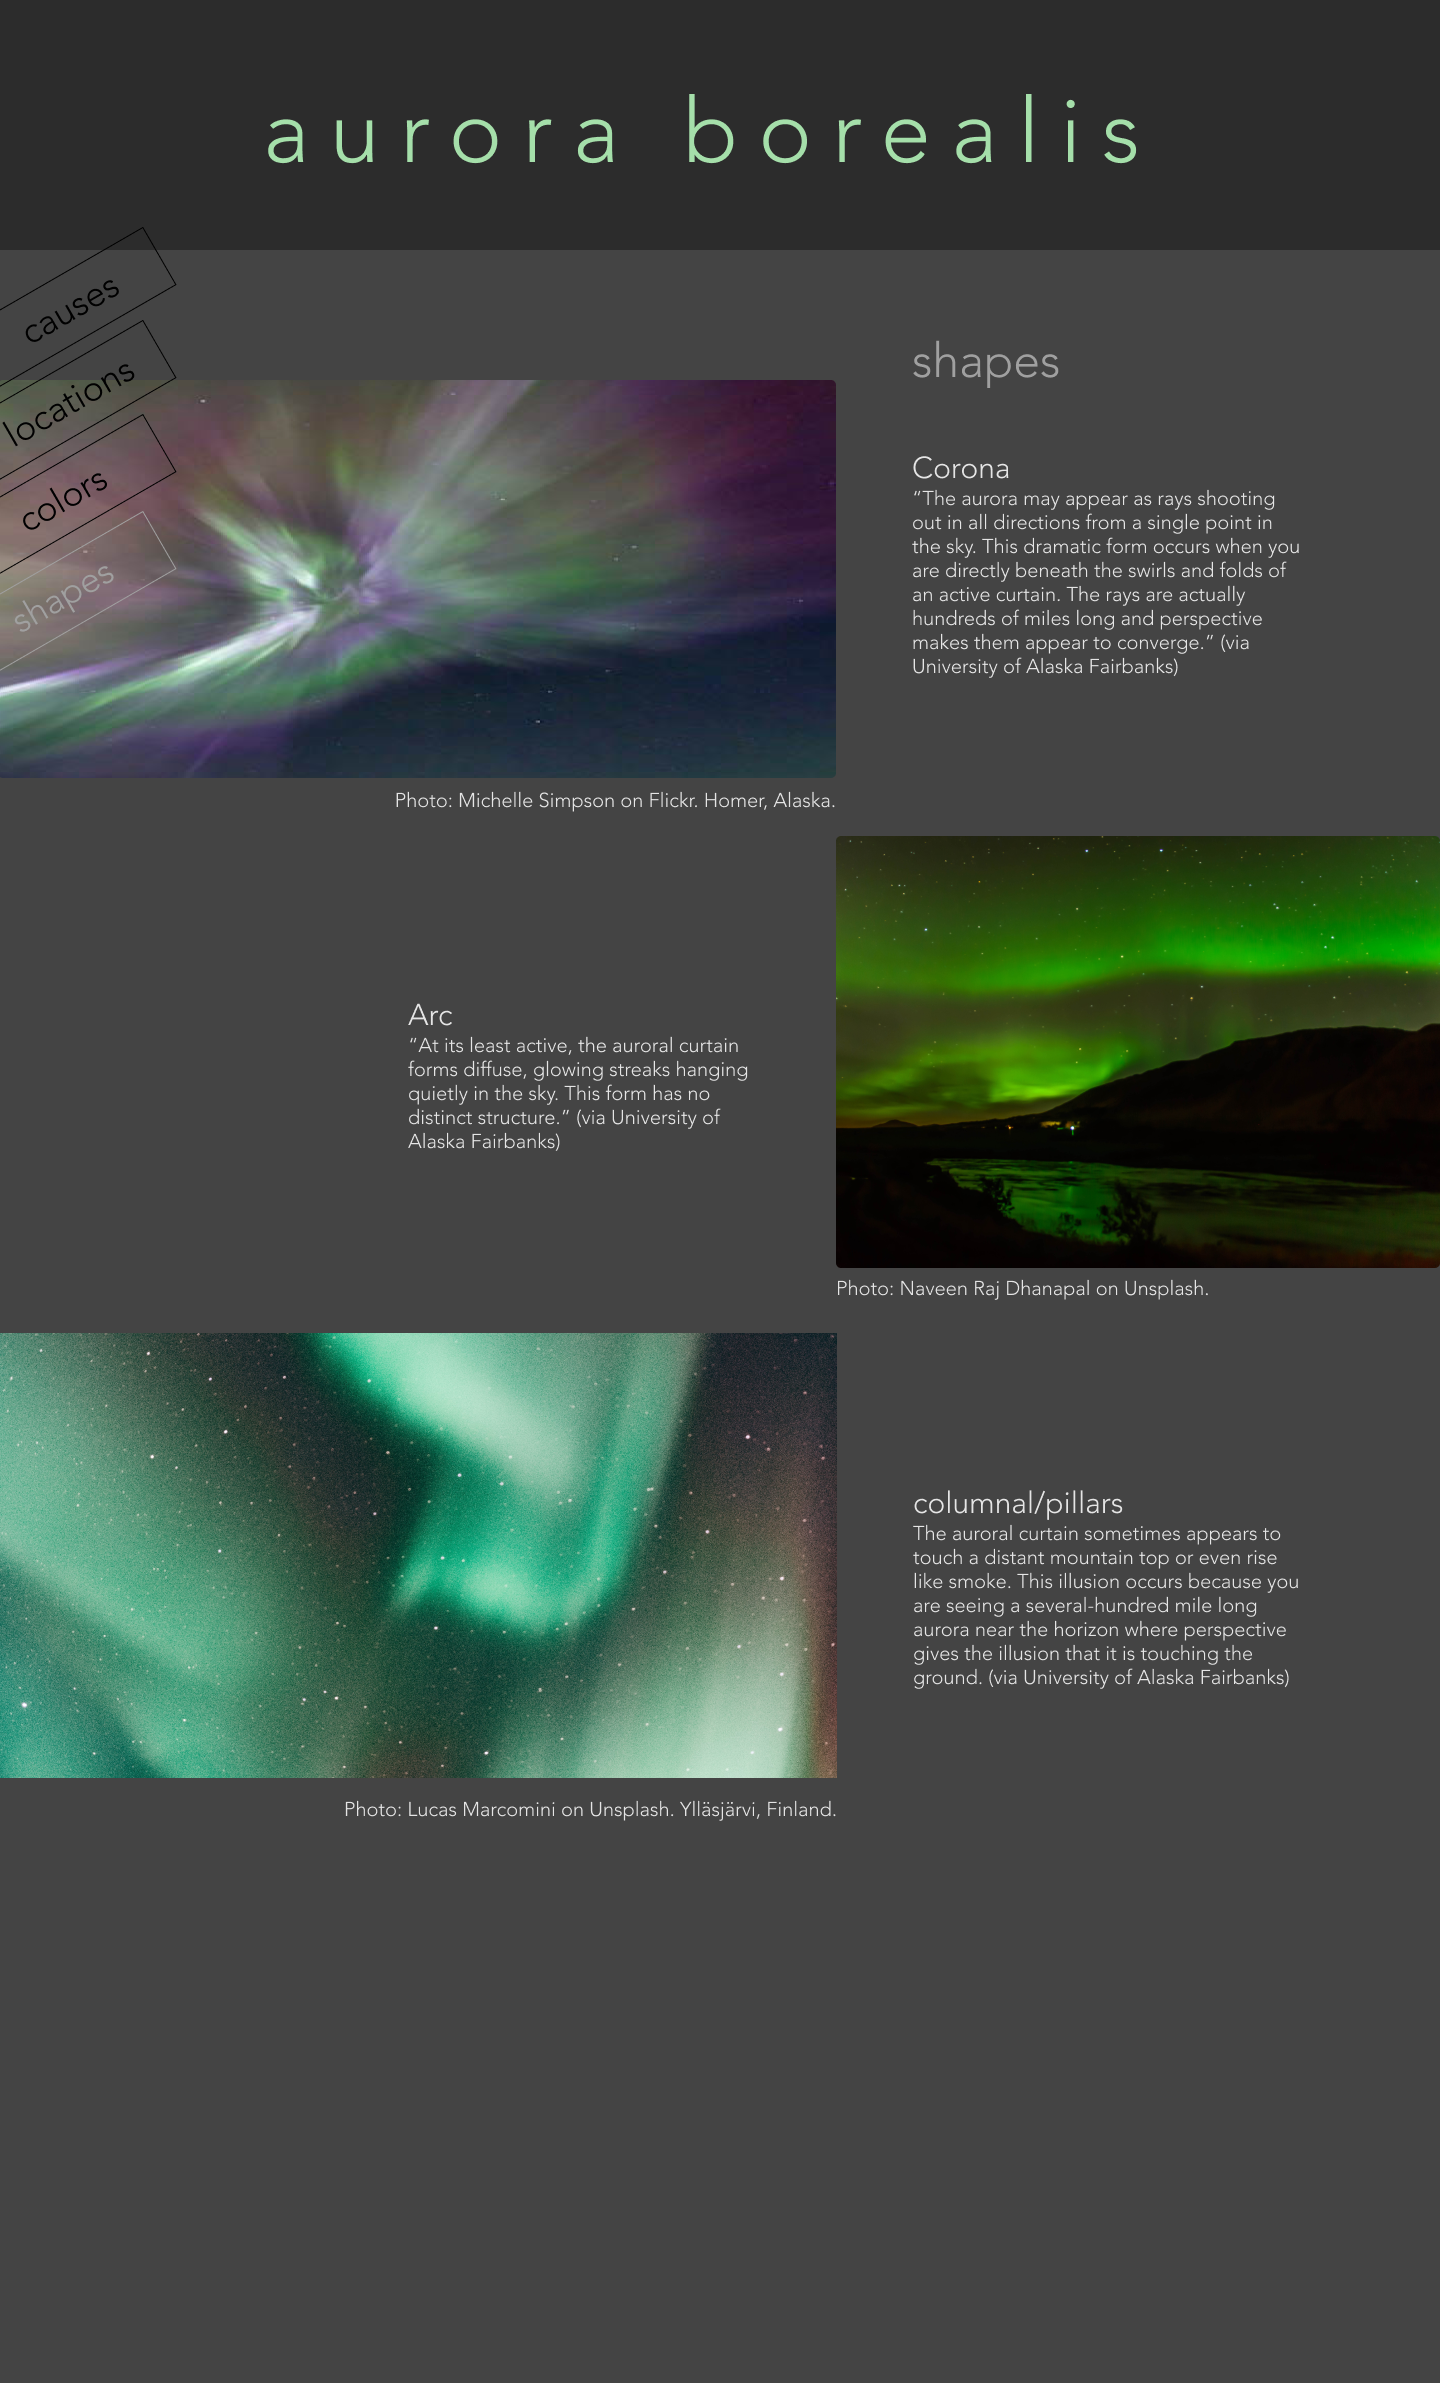 aurora borealis
causes
locations
colors
shapes
shapes
Corona
“The aurora may appear as rays shooting
out in all directions from a single point in
the sky. This dramatic form occurs when you
are directly beneath the swirls and folds of
an active curtain. The rays are actually
hundreds of miles long and perspective
makes them appear to converge.” (via
University of Alaska Fairbanks)
Photo: Michelle Simpson on Flickr. Homer, Alaska.
Arc
“At its least active, the auroral curtain
forms diffuse, glowing streaks hanging
quietly in the sky. This form has no
distinct structure.” (via University of
Alaska Fairbanks)
Photo: Naveen Raj Dhanapal on Unsplash.
columnal/pillars
The auroral curtain sometimes appears to
touch a distant mountain top or even rise
like smoke. This illusion occurs because you
are seeing a several-hundred mile long
aurora near the horizon where perspective
gives the illusion that it is touching the
ground. (via University of Alaska Fairbanks)
Photo: Lucas Marcomini on Unsplash. Ylläsjärvi, Finland.